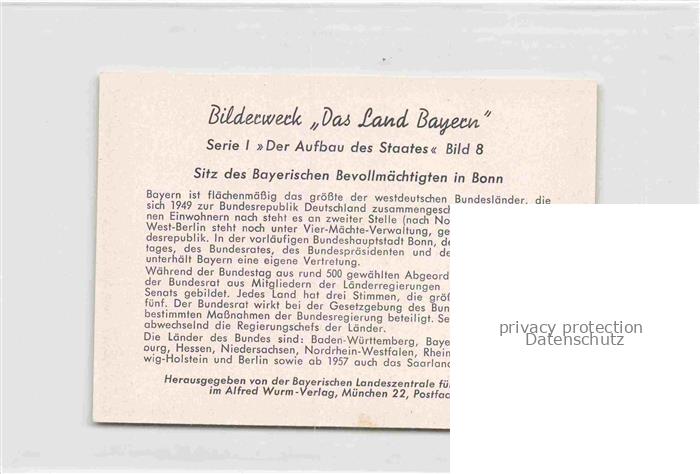 Bilderwerk „Das Land Bayern"
Serie I »Der Aufbau des Staates« Bild 8
Sitz des Bayerischen Bevollmächtigten in Bonn
Bayern ist flächenmäßig das größte der westdeutschen Bundesländer, die
sich 1949 zur Bundesrepublik Deutschland zusammengesch
nen Einwohnern nach steht es an zweiter Stelle (nach No
West-Berlin steht noch unter Vier-Mächte-Verwaltung, ge
desrepublik. In der vorläufigen Bundeshauptstadt Bonn, de
tages, des Bundesrates, des Bundespräsidenten und de
unterhält Bayern eine eigene Vertretung.
Während der Bundestag aus rund 500 gewählten Abgeord
der Bundesrat aus Mitgliedern der Länderregierungen
Senats gebildet. Jedes Land hat drei Stimmen, die größ
fünf. Der Bundesrat wirkt bei der Gesetzgebung des Bun
bestimmten Maßnahmen der Bundesregierung beteiligt. Se
abwechselnd die Regierungschefs der Länder.
Die Länder des Bundes sind: Baden-Württemberg, Baye
burg, Hessen, Niedersachsen, Nordrhein-Westfalen, Rhein
wig-Holstein und Berlin sowie ab 1957 auch das Saarland
Herausgegeben von der Bayerischen Landeszentrale fü
im Alfred Wurm-Verlag, München 22, Postfac
privacy protection
Datenschutz